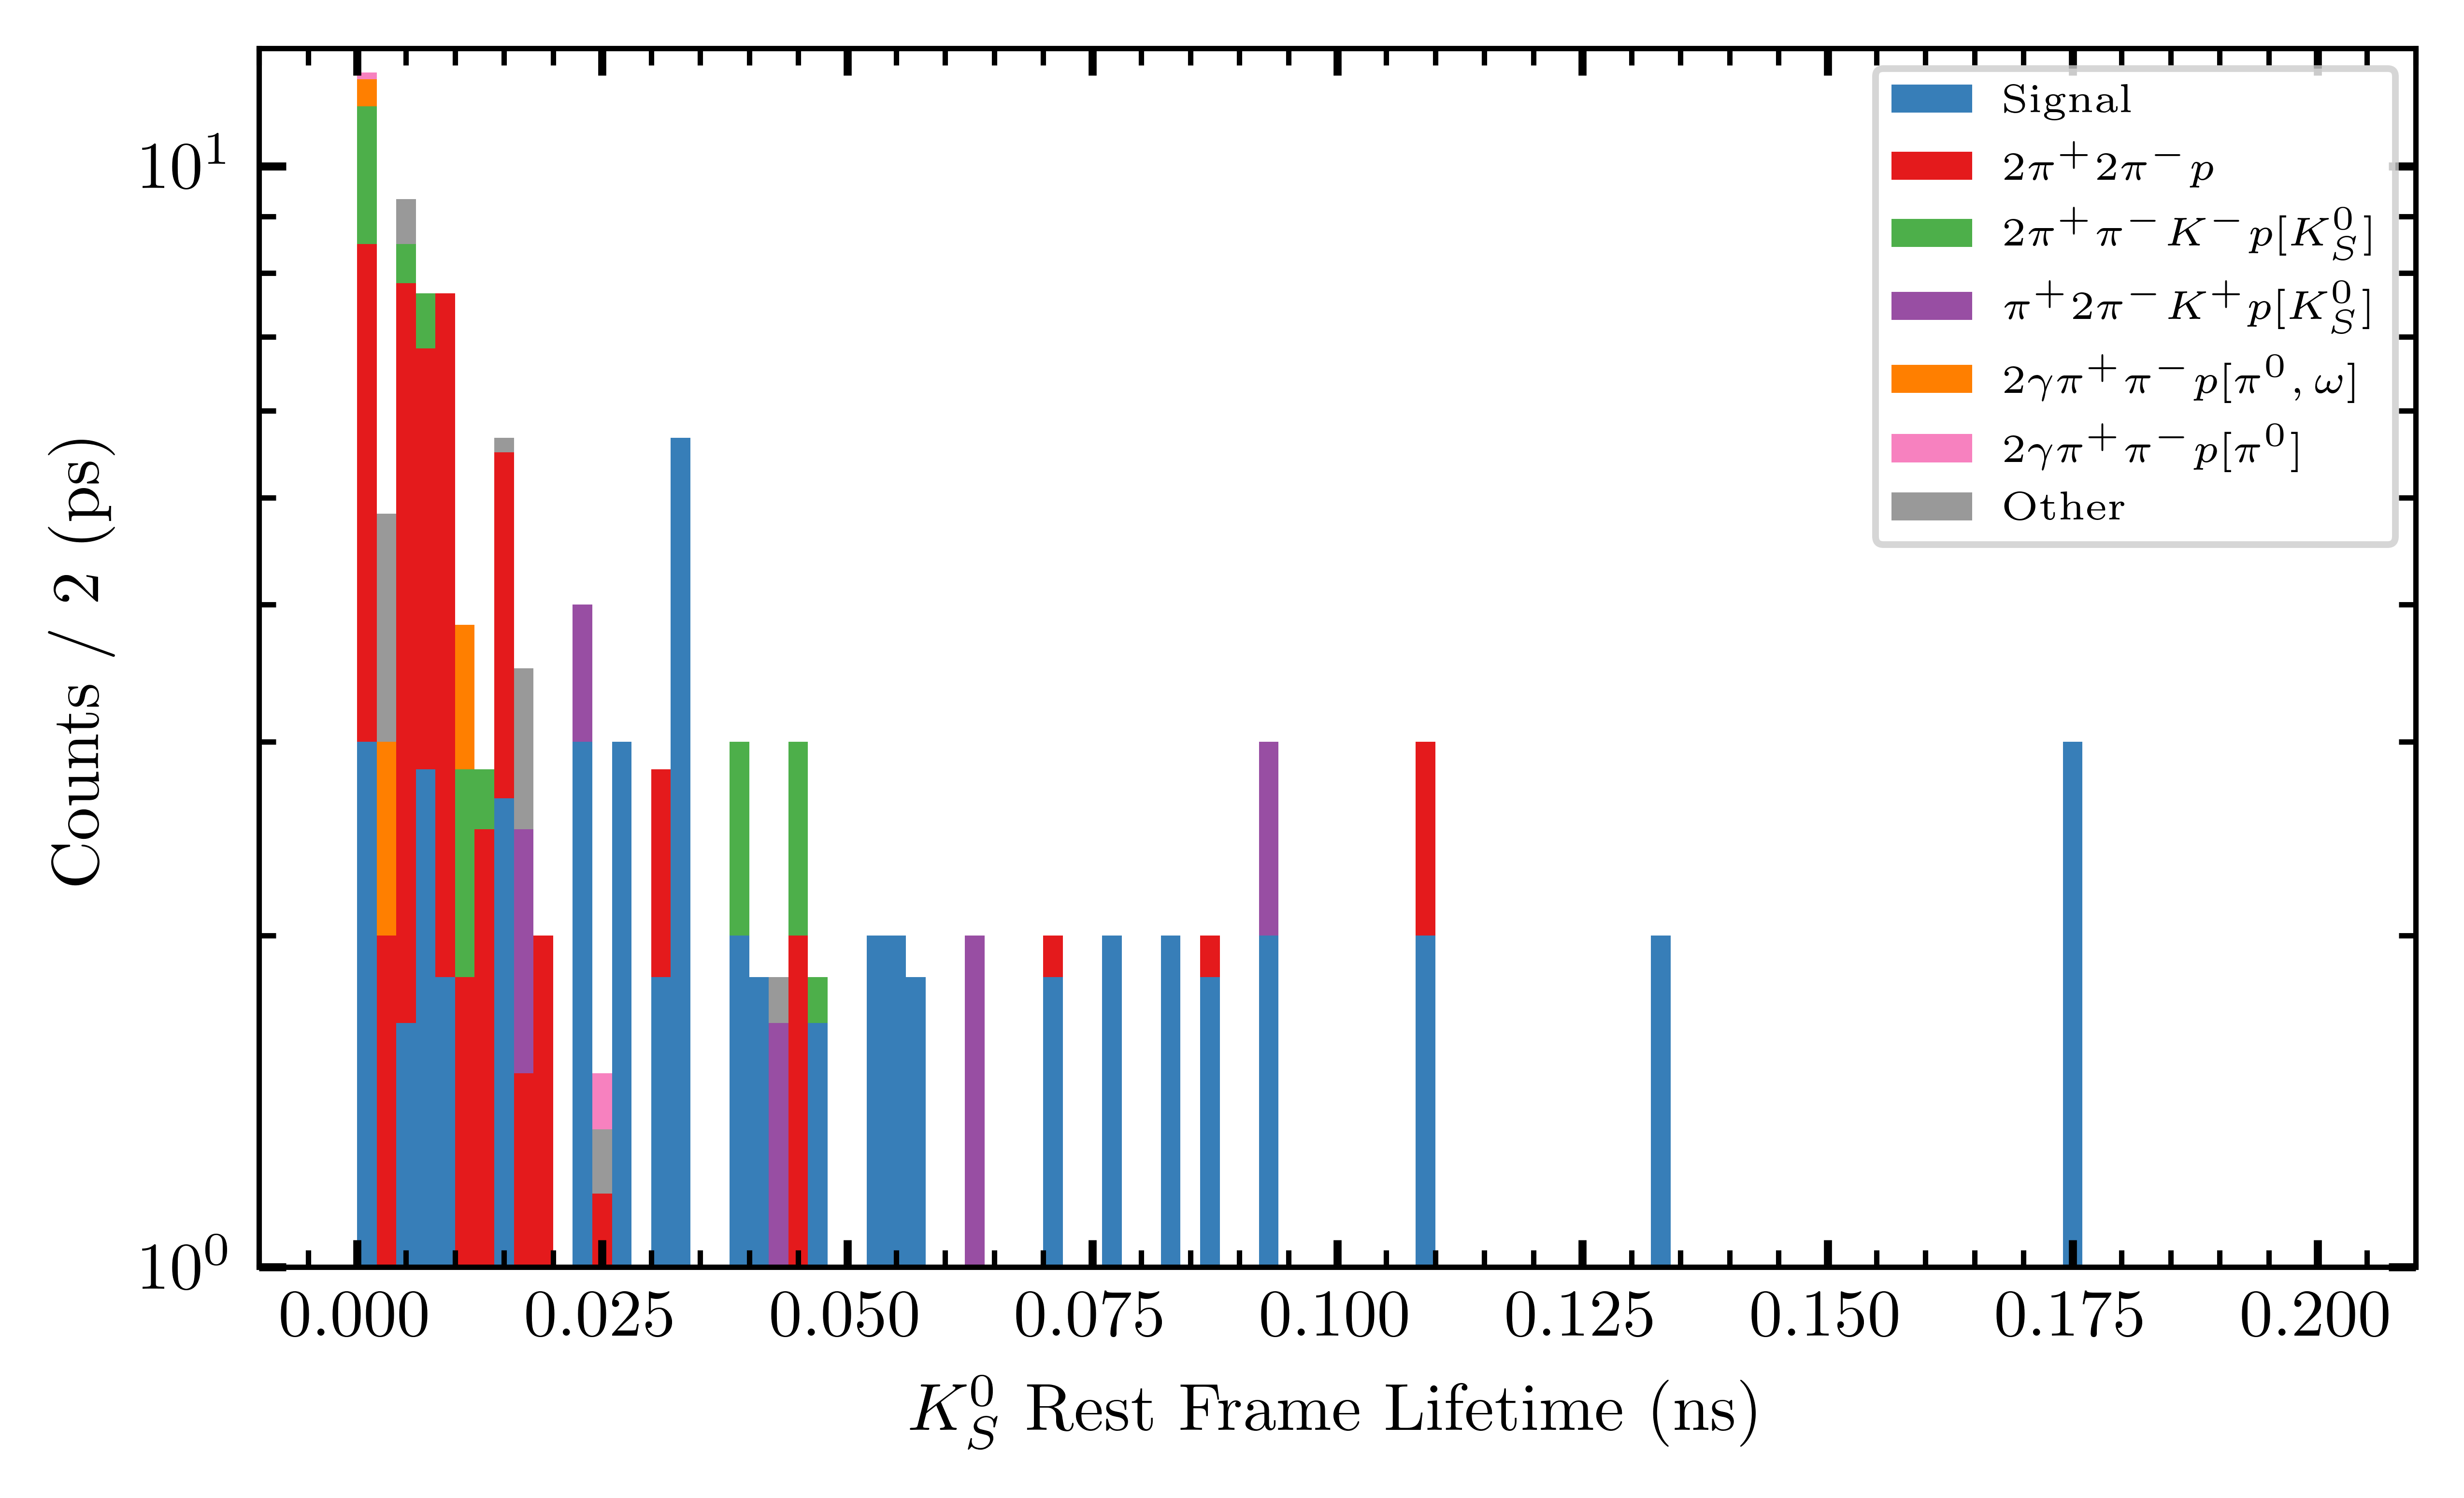 10¹
10⁰
Counts / 2 (ps)
Signal
2π⁺2π⁻p
2π⁺π⁻K⁻p[K⁰_S]
π⁺2π⁻K⁺p[K⁰_S]
2γπ⁺π⁻p[π⁰, ω]
2γπ⁺π⁻p[π⁰]
Other
0.000 0.025 0.050 0.075 0.100 0.125 0.150 0.175 0.200
K⁰_S Rest Frame Lifetime (ns)